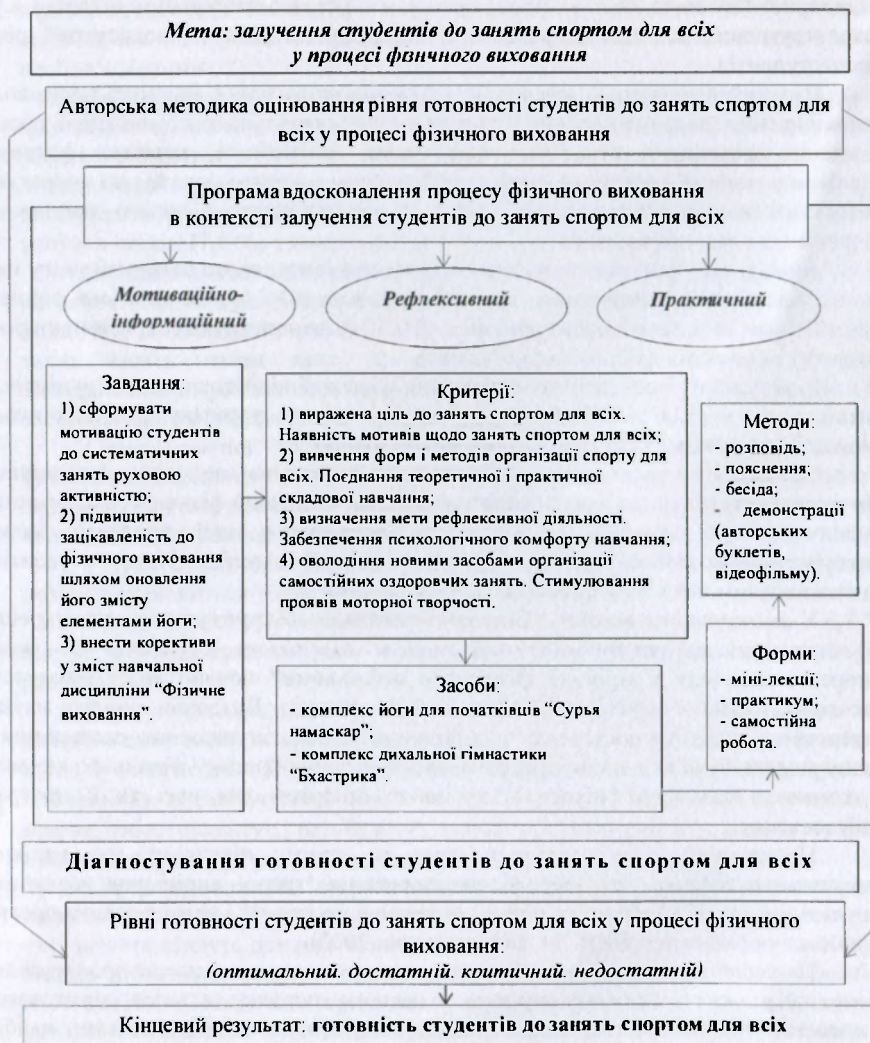 Мета: залучення студентів до занять спортом для всіх
у процесі фізичного виховання
Авторська методика оцінювання рівня готовності студентів до занять спортом для
всіх у процесі фізичного виховання
Програма вдосконалення процесу фізичного виховання
в контексті залучення студентів до занять спортом для всіх
Мотиваційно-
інформаційний
Рефлексивний
Практичний
Завдання:
1) сформувати
мотивацію студентів
до систематичних
занять руховою
активністю;
2) підвищити
зацікавленість до
фізичного виховання
шляхом оновлення
його змісту
елементами йоги;
3) внести корективи
у зміст навчальної
дисципліни “Фізичне
виховання”.
Критерії:
1) виражена ціль до занять спортом для всіх.
Наявність мотивів щодо занять спортом для всіх;
2) вивчення форм і методів організації спорту для
всіх. Поєднання теоретичної і практичної
складової навчання;
3) визначення мети рефлексивної діяльності.
Забезпечення психологічного комфорту навчання;
4) оволодіння новими засобами організації
самостійних оздоровчих занять. Стимулювання
проявів моторної творчості.
Методи:
- розповідь;
- пояснення;
- бесіда;
- демонстрації
(авторських
буклетів,
відеофільму).
Засоби:
- комплекс йоги для початківців “Сурья
намаскар”;
- комплекс дихальної гімнастики
“Бхастрика”.
Форми:
- міні-лекції;
- практикум;
- самостійна
робота.
Діагностування готовності студентів до занять спортом для всіх
Рівні готовності студентів до занять спортом для всіх у процесі фізичного
виховання:
(оптимальний. достатній. критичний. недостатній)
Кінцевий результат: готовність студентів до занять спортом для всіх